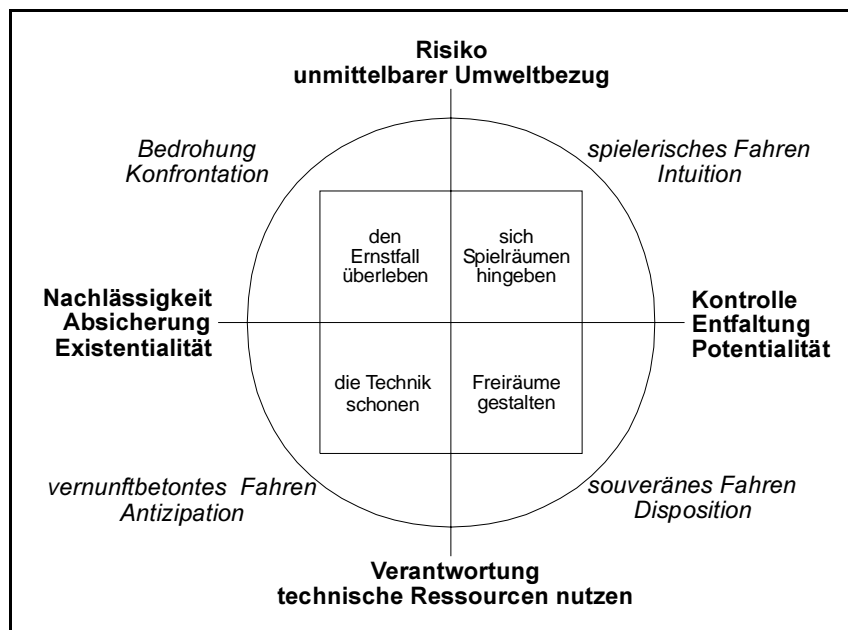 Risiko
unmittelbarer Umweltbezug
Bedrohung
Konfrontation
spielerisches Fahren
Intuition
den
Ernstfall
überleben
sich
Spielräumen
hingeben
Nachlässigkeit
Absicherung
Existentialität
Kontrolle
Entfaltung
Potentialität
die Technik
schonen
Freiräume
gestalten
vernunftbetontes Fahren
Antizipation
souveränes Fahren
Disposition
Verantwortung
technische Ressourcen nutzen